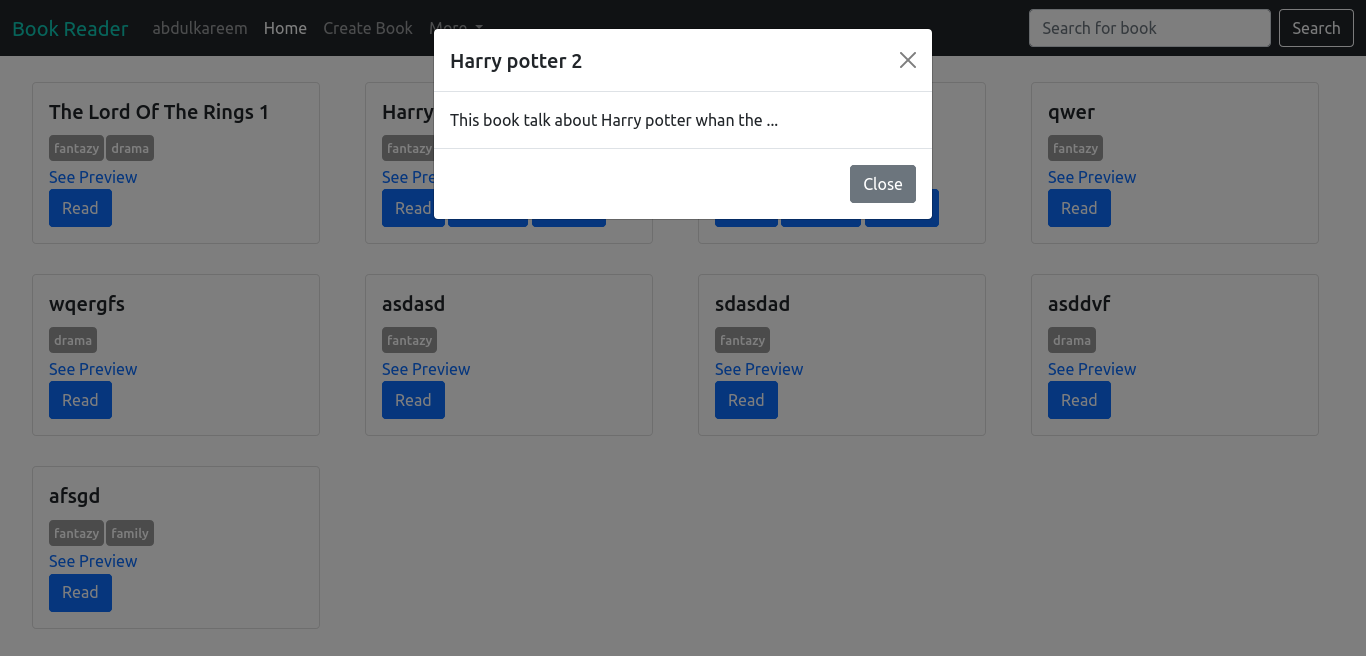 Book Reader abdulkareem Home Create Book More Search for book Search
Harry potter 2
This book talk about Harry potter whan the ...
Close
The Lord Of The Rings 1
fantazy drama
See Preview
Read
Harry
fantazy
See Pre
Read
qwer
fantazy
See Preview
Read
wqergfs
drama
See Preview
Read
asdasd
fantazy
See Preview
Read
sdasdad
fantazy
See Preview
Read
asddvf
drama
See Preview
Read
afsgd
fantazy family
See Preview
Read